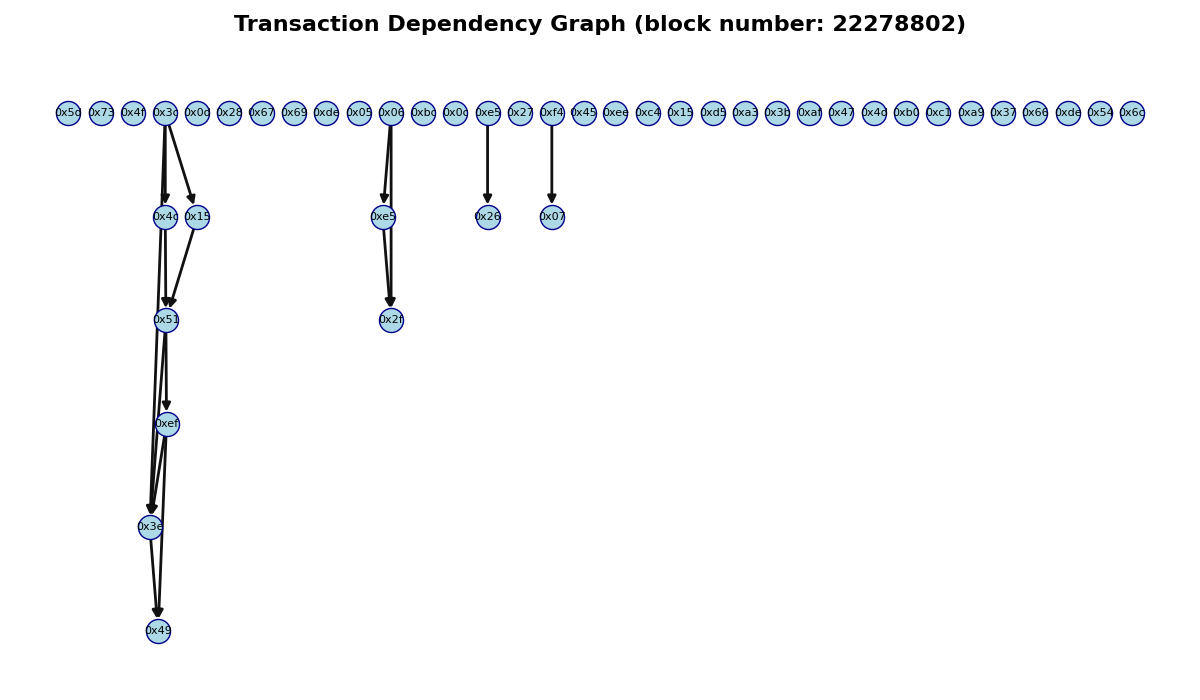 Transaction Dependency Graph (block number: 22278802)
0x5d 0x73 0x4f 0x3c 0x0d 0x28 0x67 0x69 0xde 0x05 0x06 0xbc 0x0c 0xe5 0x27 0xf4 0x45 0xee 0xc4 0x15 0xd5 0xa3 0x3b 0xaf 0x47 0x4d 0xb0 0xc1 0xa9 0x37 0x66 0xde 0x54 0x6c
0x4c 0x15 0xe5 0x26 0x07
0x51 0x2f
0xef
0x3e
0x49